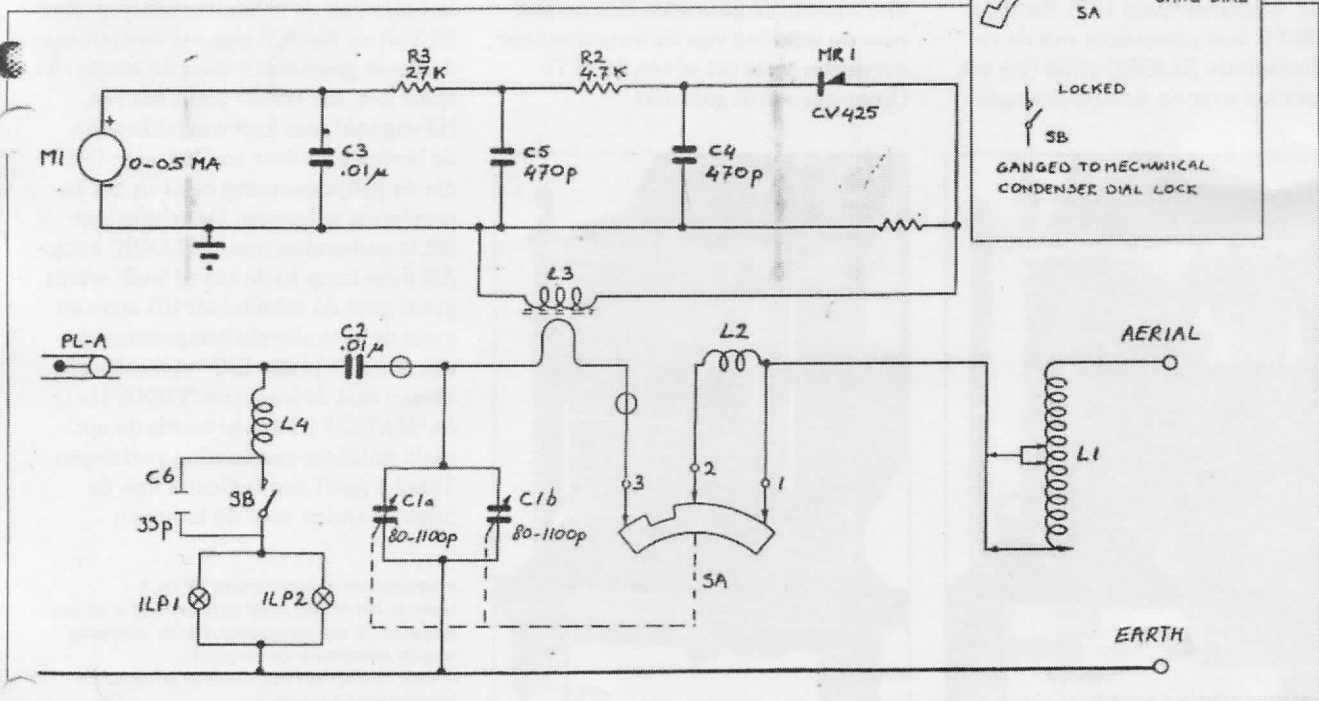 SA
LOCKED
SB
GANGED TO MECHANICAL
CONDENSEE DIAL LOCK
R3
27K
R2
4.7K
MR1
CV425
M1
+
0-0.5 MA
C3
.01μ
C5
470p
C4
470p
L3
PL-A
C2
.01μ
L2
AERIAL
L4
C6
SB
35p
C1a
80-1100p
C1b
80-1100p
3
2
1
SA
L1
ILP1
ILP2
EARTH